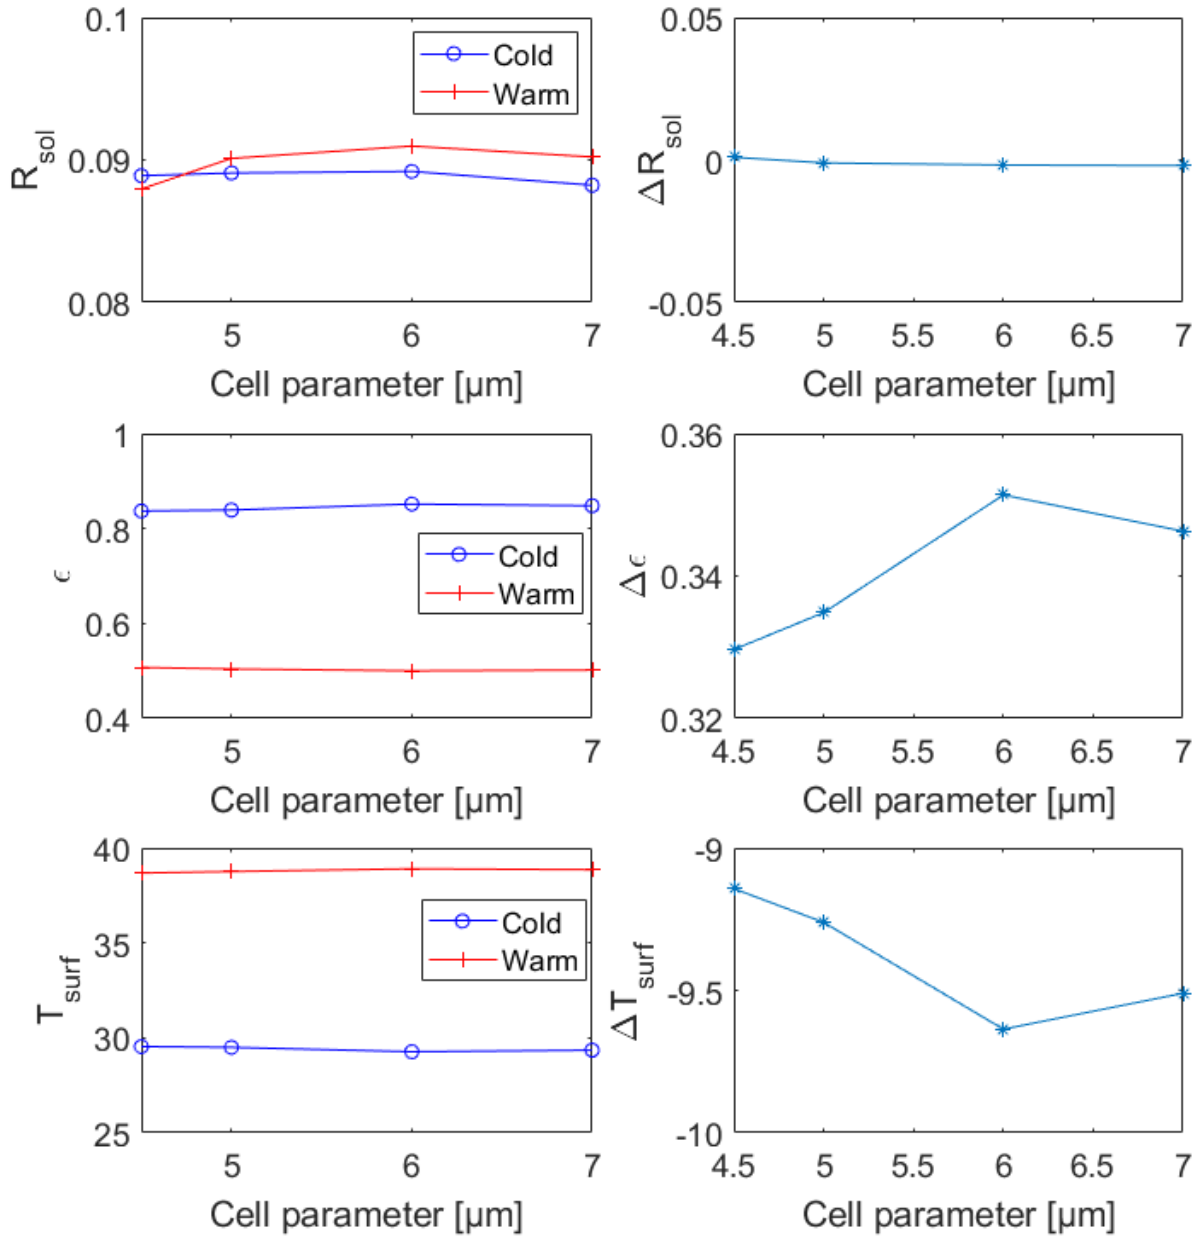 0.1
0.09
0.08
R_sol
Cold
Warm
5 6 7
Cell parameter [µm]
0.05
0
-0.05
ΔR_sol
4.5 5 5.5 6 6.5 7
Cell parameter [µm]
1
0.8
0.6
0.4
ϵ
Cold
Warm
5 6 7
Cell parameter [µm]
0.36
0.34
0.32
Δϵ
4.5 5 5.5 6 6.5 7
Cell parameter [µm]
40
35
30
25
T_surf
Cold
Warm
5 6 7
Cell parameter [µm]
-9
-9.5
-10
ΔT_surf
4.5 5 5.5 6 6.5 7
Cell parameter [µm]